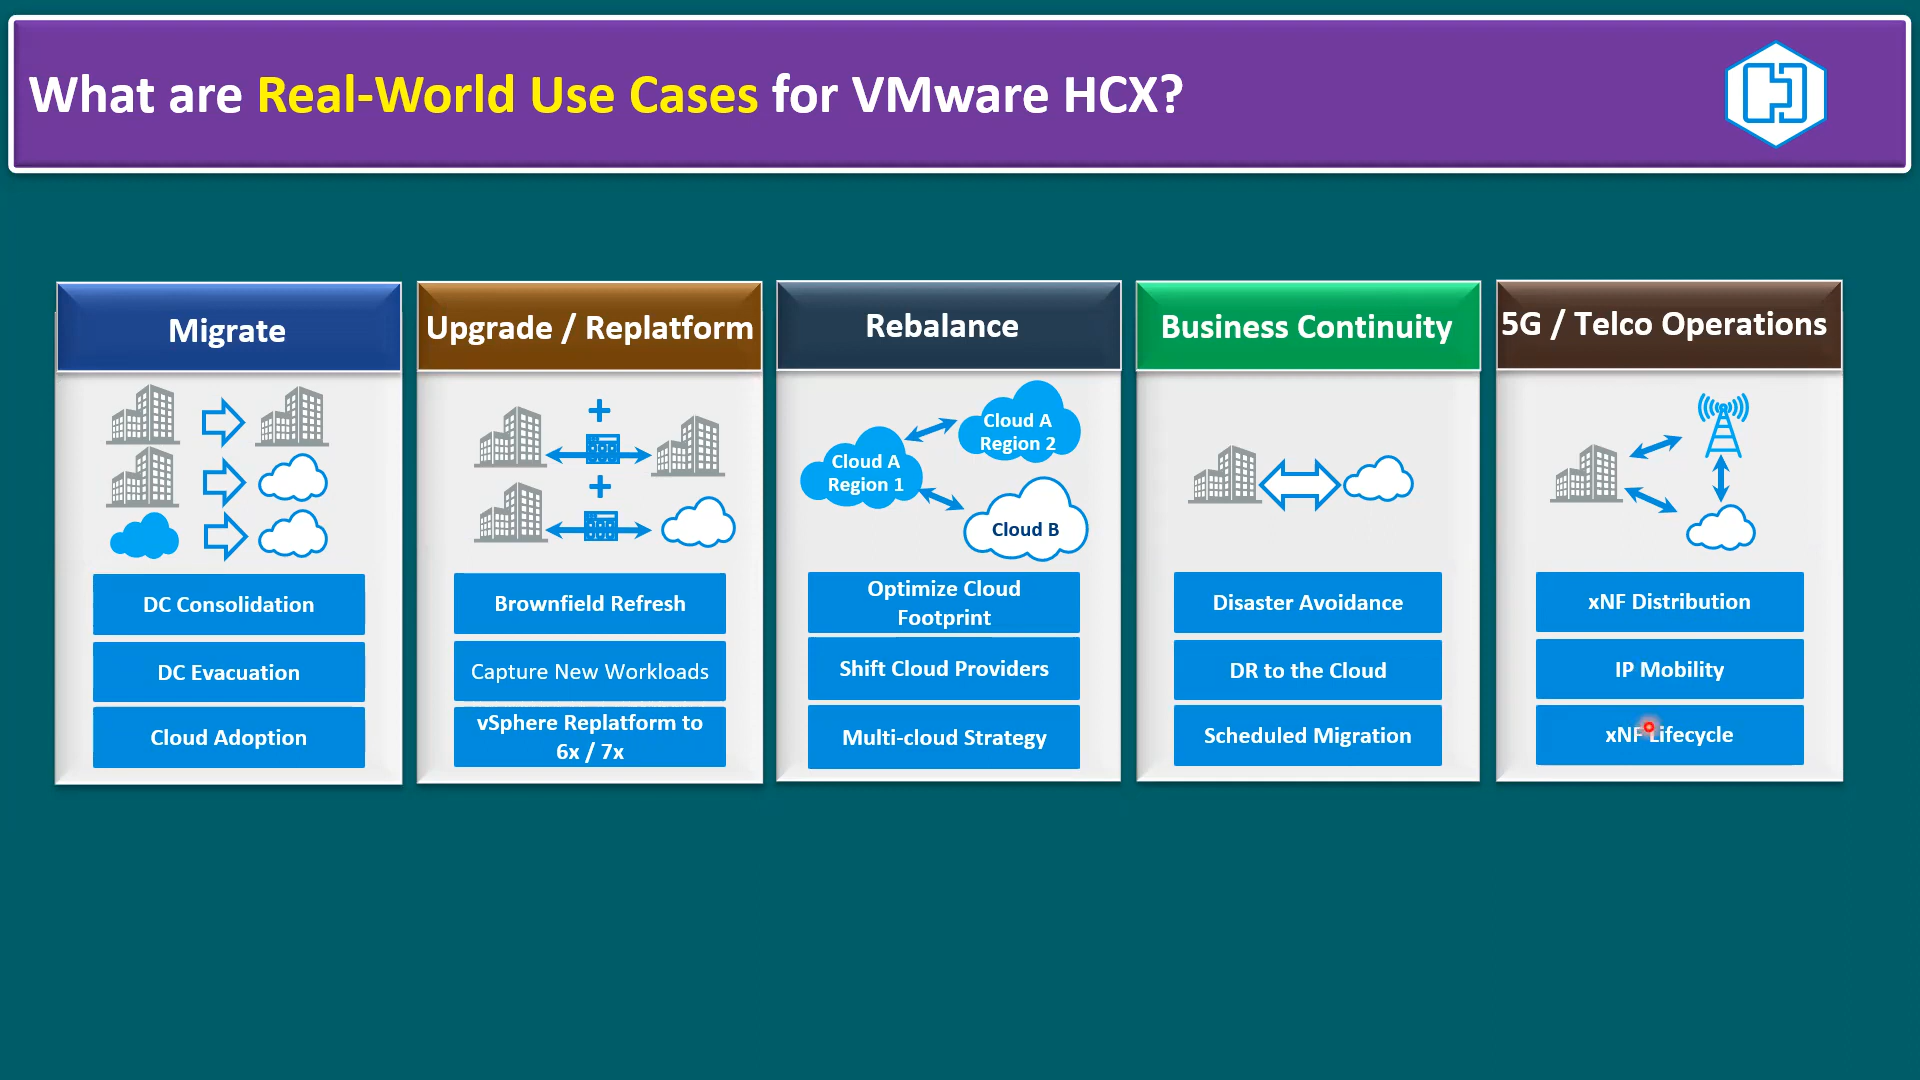 What are Real-World Use Cases for VMware HCX?
Migrate
DC Consolidation
DC Evacuation
Cloud Adoption
Upgrade / Replatform
Brownfield Refresh
Capture New Workloads
vSphere Replatform to
6x / 7x
Rebalance
Cloud A
Region 1
Cloud A
Region 2
Cloud B
Optimize Cloud
Footprint
Shift Cloud Providers
Multi-cloud Strategy
Business Continuity
Disaster Avoidance
DR to the Cloud
Scheduled Migration
5G / Telco Operations
xNF Distribution
IP Mobility
xNF Lifecycle